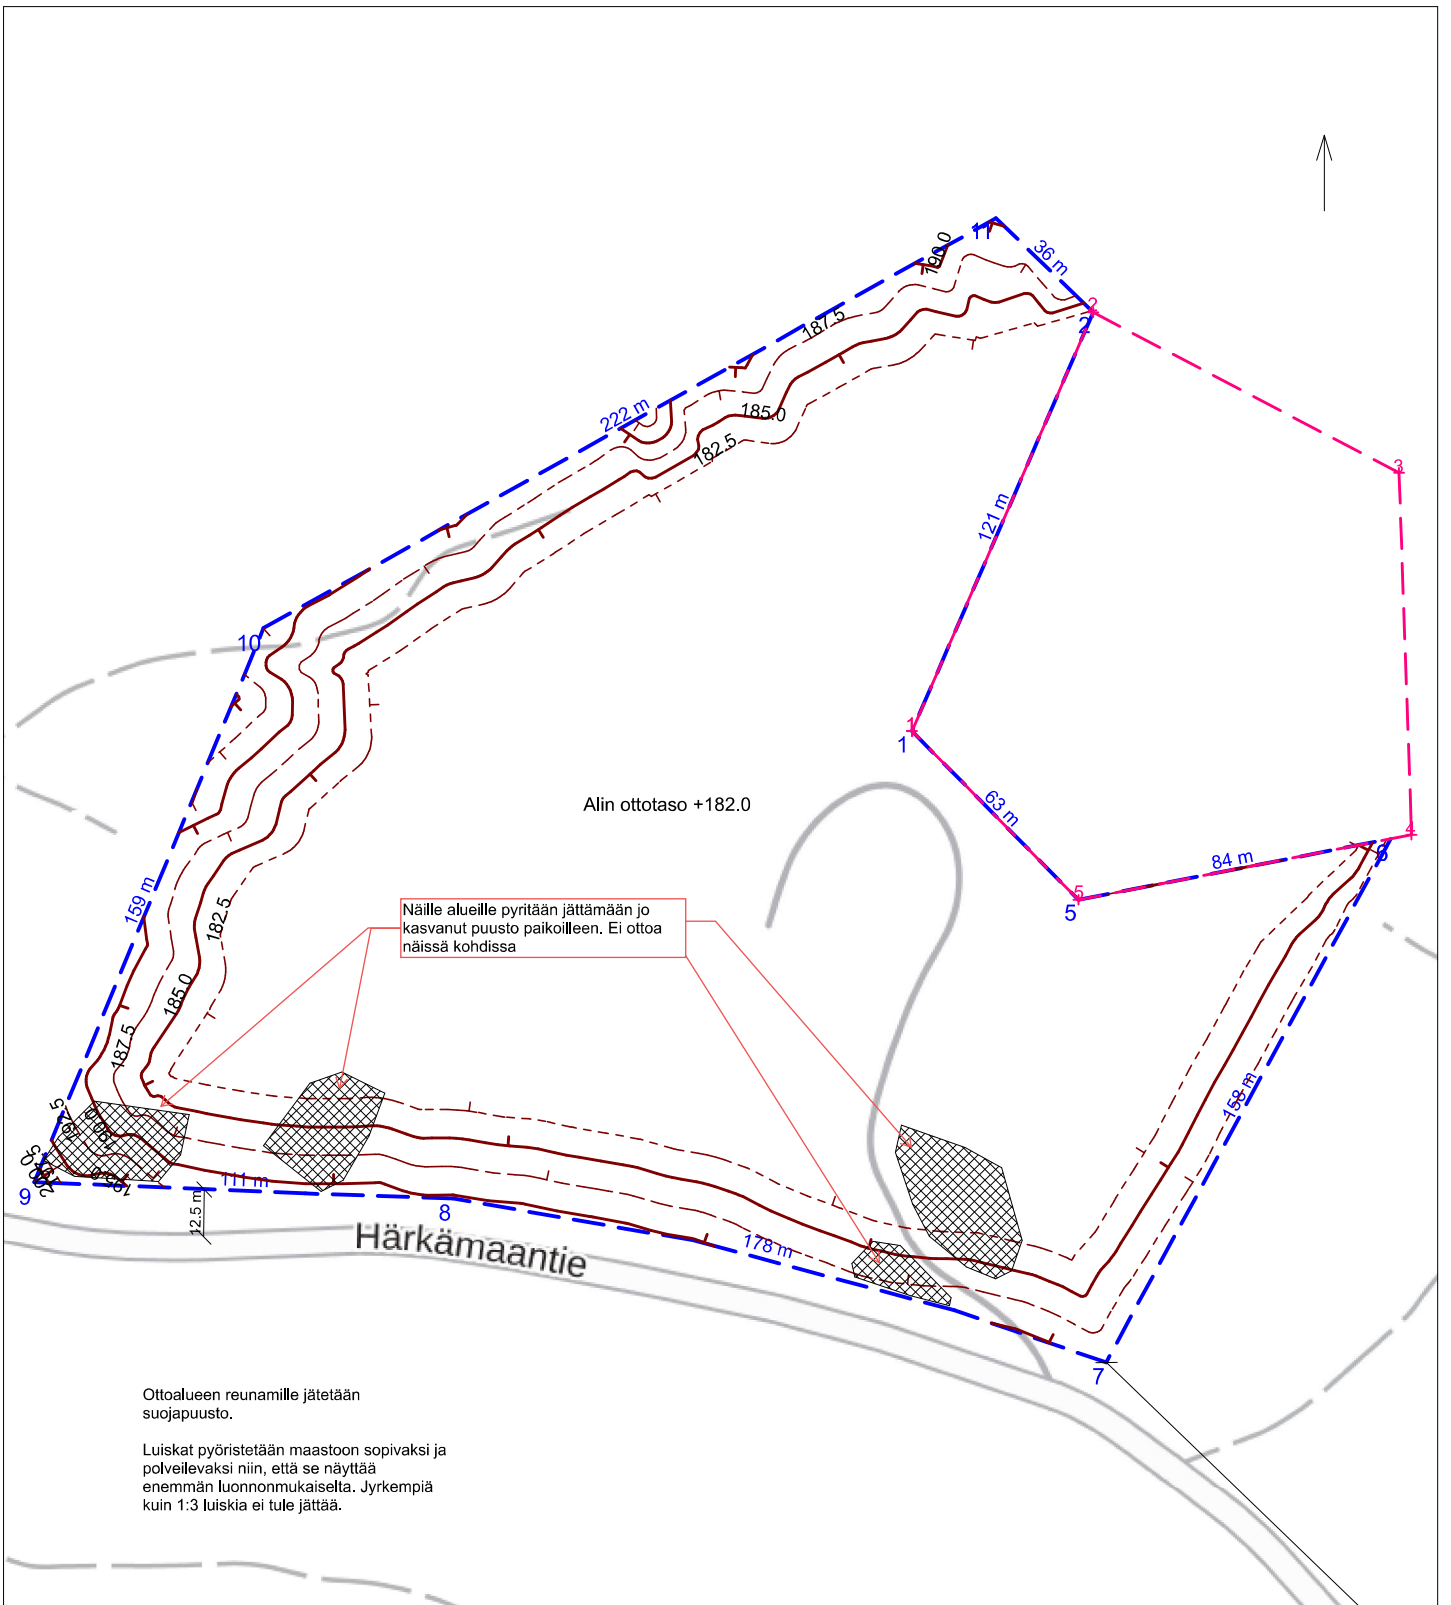 11
36 m
190.0
2
2
187.5
222 m
185.0
182.5
3
121 m
10
1
1
Alin ottotaso +182.0
63 m
4
6
84 m
5
5
159 m
182.5
Näille alueille pyritään jättämään jo
kasvanut puusto paikoilleen. Ei ottoa
näissä kohdissa
185.0
187.5
158 m
192.5
190.0
9
111 m
12.5 m
8
178 m
Härkämaantie
7
Ottoalueen reunamille jätetään
suojapuusto.
Luiskat pyöristetään maastoon sopivaksi ja
polveilevaksi niin, että se näyttää
enemmän luonnonmukaiselta. Jyrkempiä
kuin 1:3 luiskia ei tule jättää.